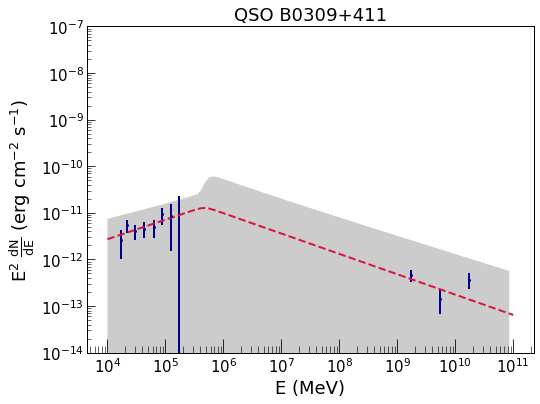 QSO B0309+411
10⁻⁷
10⁻⁸
10⁻⁹
10⁻¹⁰
10⁻¹¹
10⁻¹²
10⁻¹³
10⁻¹⁴
E² dN/dE (erg cm⁻² s⁻¹)
10⁴ 10⁵ 10⁶ 10⁷ 10⁸ 10⁹ 10¹⁰ 10¹¹
E (MeV)